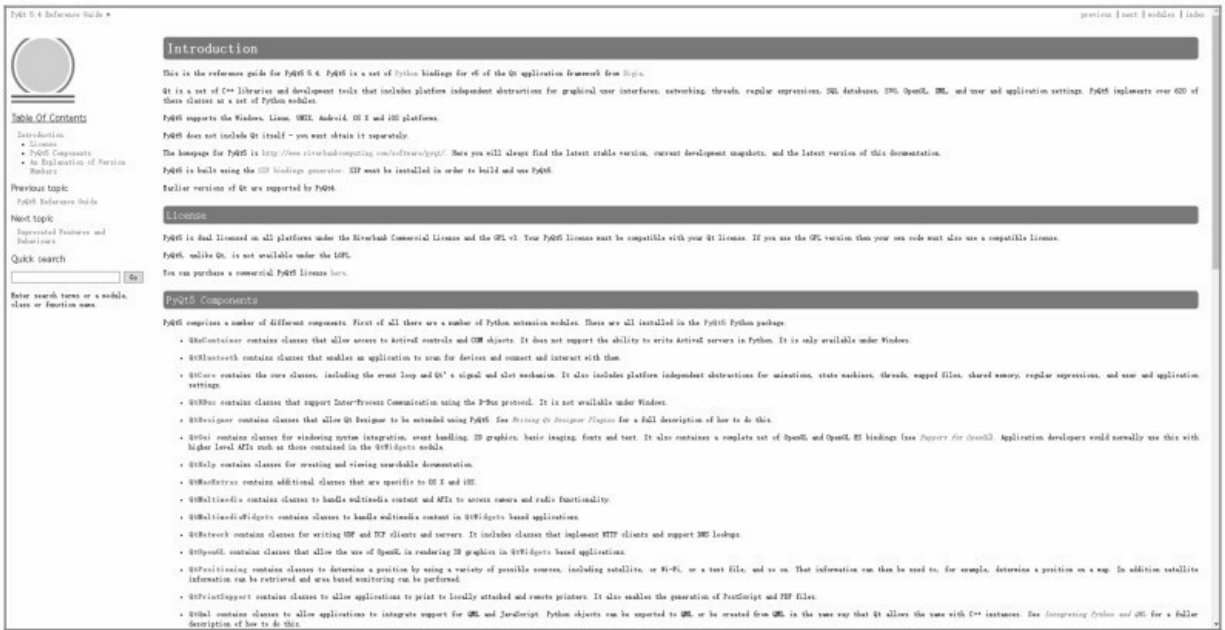 PyQt 5.4 Reference Guide »
previous | next | modules | index
Table Of Contents
Introduction
License
PyQt5 Components
An Explanation of Version
Numbers
Previous topic
PyQt5 Reference Guide
Next topic
Deprecated Features and
Behaviours
Quick search
Go
Enter search terms or a module,
class or function name.
Introduction
This is the reference guide for PyQt5 5.4. PyQt5 is a set of Python bindings for v5 of the Qt application framework from Digia.
Qt is a set of C++ libraries and development tools that includes platform independent abstractions for graphical user interfaces, networking, threads, regular expressions, SQL databases, SVG, OpenGL, XML, and user and application settings. PyQt5 implements over 620 of
these classes as a set of Python modules.
PyQt5 supports the Windows, Linux, UNIX, Android, OS X and iOS platforms.
PyQt5 does not include Qt itself - you must obtain it separately.
The homepage for PyQt5 is http://www.riverbankcomputing.com/software/pyqt/. Here you will always find the latest stable version, current development snapshots, and the latest version of this documentation.
PyQt5 is built using the SIP bindings generator. SIP must be installed in order to build and use PyQt5.
Earlier versions of Qt are supported by PyQt4.
License
PyQt5 is dual licensed on all platforms under the Riverbank Commercial License and the GPL v3. Your PyQt5 license must be compatible with your Qt license. If you use the GPL version then your own code must also use a compatible license.
PyQt5, unlike Qt, is not available under the LGPL.
You can purchase a commercial PyQt5 license here.
PyQt5 Components
PyQt5 comprises a number of different components. First of all there are a number of Python extension modules. These are all installed in the PyQt5 Python package.
QAxContainer contains classes that allow access to ActiveX controls and COM objects. It does not support the ability to write ActiveX servers in Python. It is only available under Windows.
QtBluetooth contains classes that enables an application to scan for devices and connect and interact with them.
QtCore contains the core classes, including the event loop and Qt's signal and slot mechanism. It also includes platform independent abstractions for animations, state machines, threads, mapped files, shared memory, regular expressions, and user and application
settings.
QtDBus contains classes that support Inter-Process Communication using the D-Bus protocol. It is not available under Windows.
QtDesigner contains classes that allow Qt Designer to be extended using PyQt5. See Writing Qt Designer Plugins for a full description of how to do this.
QtGui contains classes for windowing system integration, event handling, 2D graphics, basic imaging, fonts and text. It also containes a complete set of OpenGL and OpenGL ES bindings (see Support for OpenGL). Application developers would normally use this with
higher level APIs such as those contained in the QtWidgets module.
QtHelp contains classes for creating and viewing searchable documentation.
QtMacExtras contains additional classes that are specific to OS X and iOS.
QtMultimedia contains classes to handle multimedia content and APIs to access camera and radio functionality.
QtMultimediaWidgets contains classes to handle multimedia content in QtWidgets based applications.
QtNetwork contains classes for writing UDP and TCP clients and servers. It includes classes that implement HTTP clients and support DNS lookups.
QtOpenGL contains classes that allow the use of OpenGL in rendering 3D graphics in QtWidgets based applications.
QtPositioning contains classes to determine a position by using a variety of possible sources, including satellite, or Wi-Fi, or a text file, and so on. That information can then be used to, for example, determine a position on a map. In addition satellite
information can be retrieved and area based monitoring can be performed.
QtPrintSupport contains classes to allow applications to print to locally attached and remote printers. It also enables the generation of PostScript and PDF files.
QtQml contains classes to allow applications to integrate support for QML and JavaScript. Python objects can be exported to QML or be created from QML in the same way that Qt allows the same with C++ instances. See Integrating Python and QML for a fuller
description of how to do this.